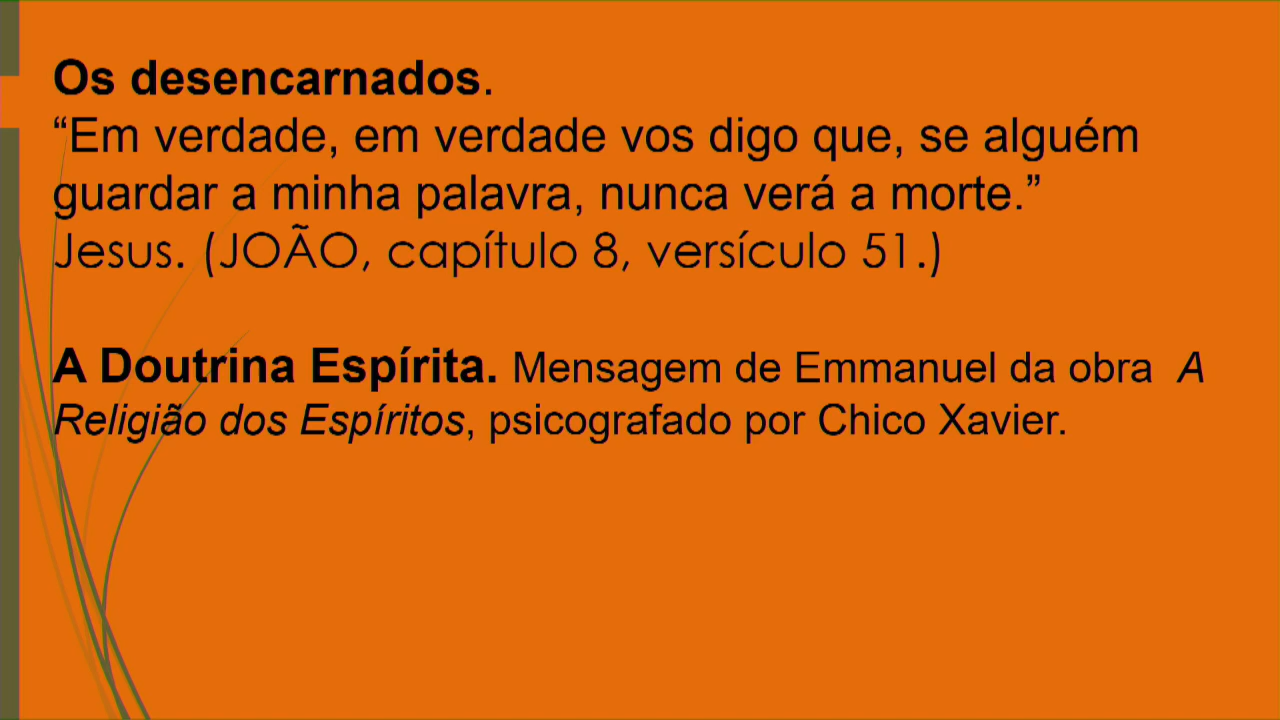 Os desencarnados.
“Em verdade, em verdade vos digo que, se alguém
guardar a minha palavra, nunca verá a morte.”
Jesus. (JOÃO, capítulo 8, versículo 51.)
A Doutrina Espírita. Mensagem de Emmanuel da obra A
Religião dos Espíritos, psicografado por Chico Xavier.